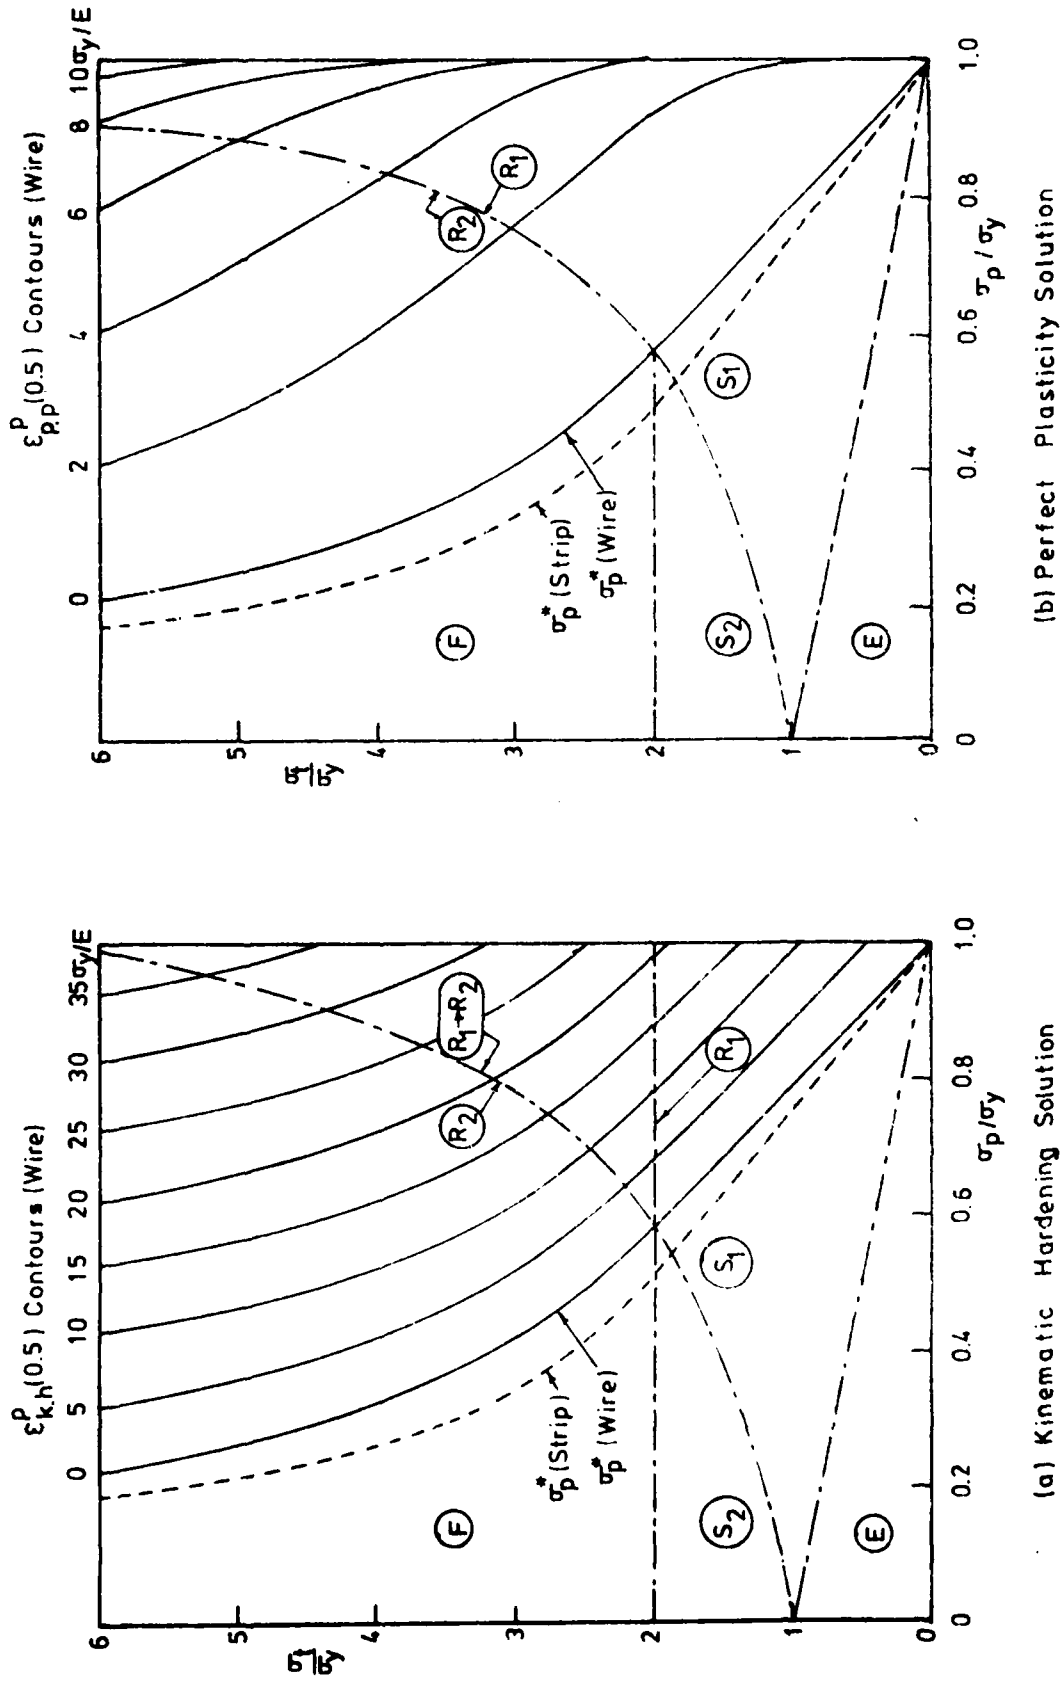 ε^p_k.h(0.5) Contours (Wire)
0 5 10 15 20 25 30 35σy/E
σt/σy
6
5
4
3
2
1
0
F
σp* (Strip)
σp* (Wire)
R2
R1→R2
R1
S1
S2
E
0 0.2 0.4 0.6 0.8 1.0
σp/σy
(a) Kinematic Hardening Solution
ε^p_p.p(0.5) Contours (Wire)
0 2 4 6 8 10σy/E
σt/σy
6
5
4
3
2
1
0
F
σp* (Strip)
σp* (Wire)
R2
R1
S1
S2
E
0 0.2 0.4 0.6 0.8 1.0
σp/σy
(b) Perfect Plasticity Solution